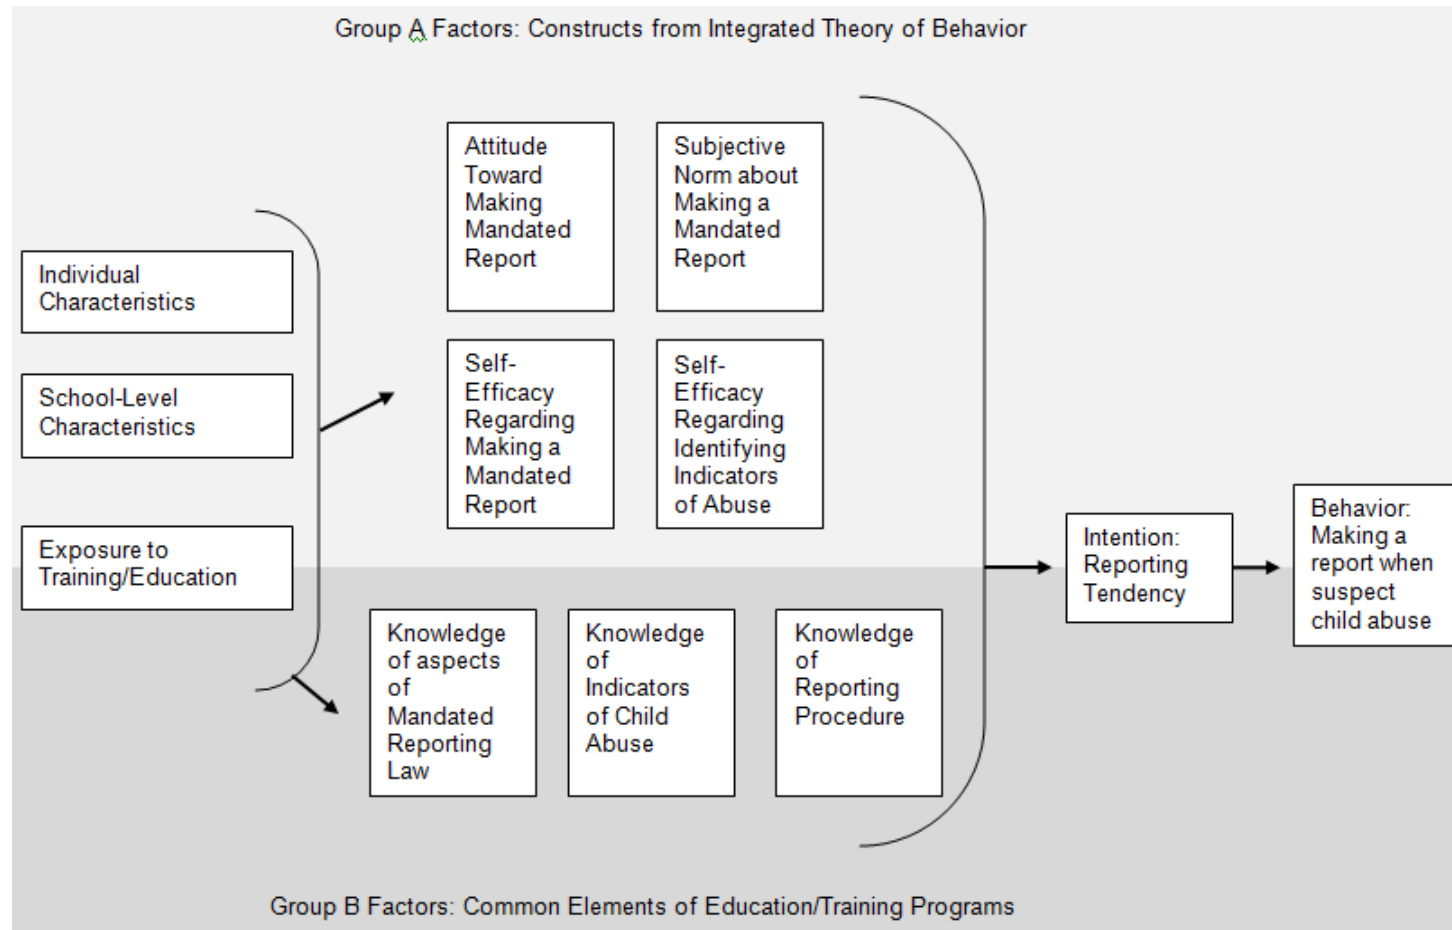 Group A Factors: Constructs from Integrated Theory of Behavior
Attitude
Toward
Making
Mandated
Report
Subjective
Norm about
Making a
Mandated
Report
Individual
Characteristics
School-Level
Characteristics
Exposure to
Training/Education
Self-
Efficacy
Regarding
Making a
Mandated
Report
Self-
Efficacy
Regarding
Identifying
Indicators
of Abuse
Knowledge
of aspects
of
Mandated
Reporting
Law
Knowledge
of
Indicators
of Child
Abuse
Knowledge
of
Reporting
Procedure
Intention:
Reporting
Tendency
Behavior:
Making a
report when
suspect
child abuse
Group B Factors: Common Elements of Education/Training Programs